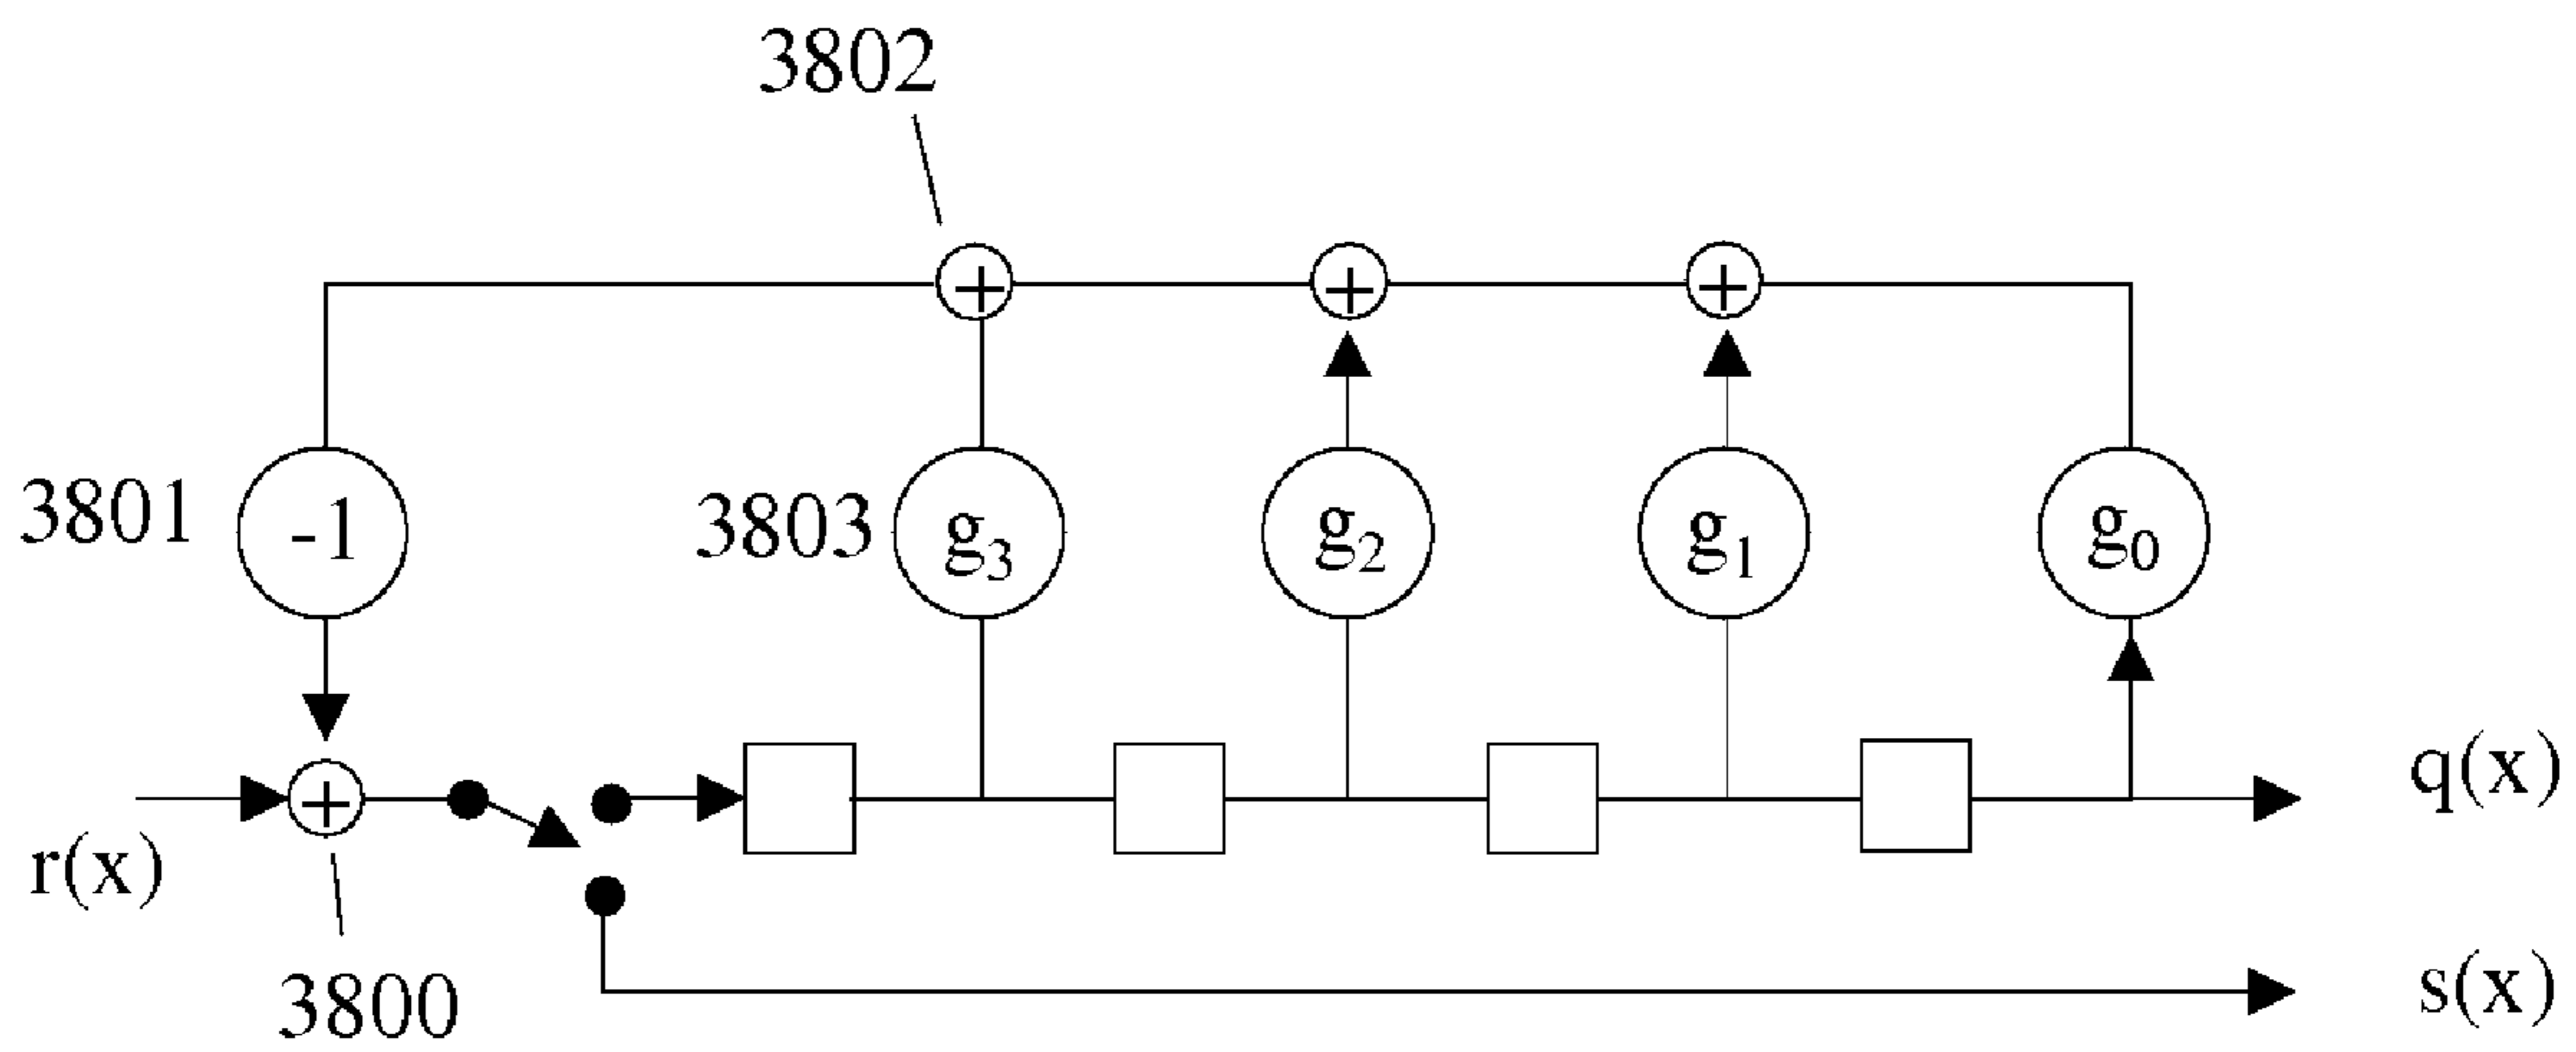 3802
+ + +
3801 -1 3803 g₃ g₂ g₁ g₀
+ q(x)
r(x)
3800 s(x)